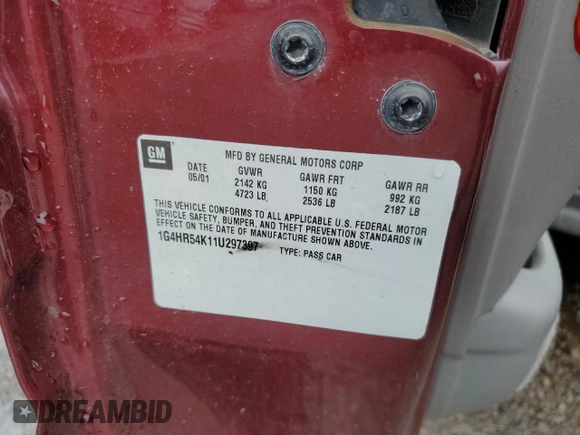 GM
MFD BY GENERAL MOTORS CORP
DATE GVWR GAWR FRT GAWR RR
05/01 2142 KG 1150 KG 992 KG
4723 LB 2536 LB 2187 LB
THIS VEHICLE CONFORMS TO ALL APPLICABLE U.S. FEDERAL MOTOR
VEHICLE SAFETY, BUMPER, AND THEFT PREVENTION STANDARDS IN
EFFECT ON THE DATE OF MANUFACTURE SHOWN ABOVE.
1G4HR54K11U297397 TYPE: PASS CAR
DREAMBID